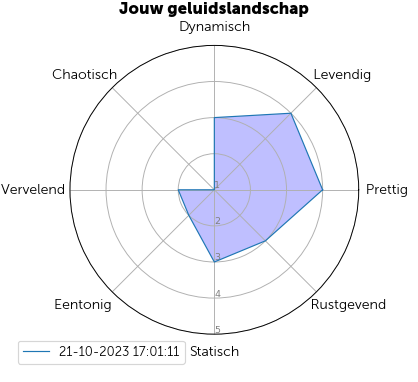 Jouw geluidslandschap
Dynamisch
Chaotisch
Levendig
Vervelend
1
Prettig
2
3
4
Eentonig
Rustgevend
5
21-10-2023 17:01:11
Statisch